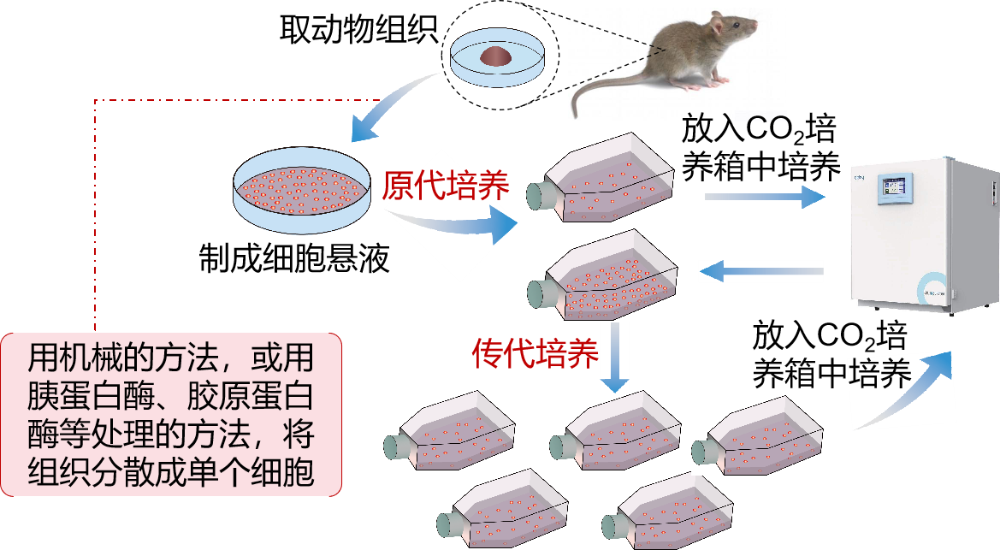 取动物组织
放入CO₂培
养箱中培养
原代培养
制成细胞悬液
传代培养
放入CO₂培
养箱中培养
用机械的方法，或用
胰蛋白酶、胶原蛋白
酶等处理的方法，将
组织分散成单个细胞